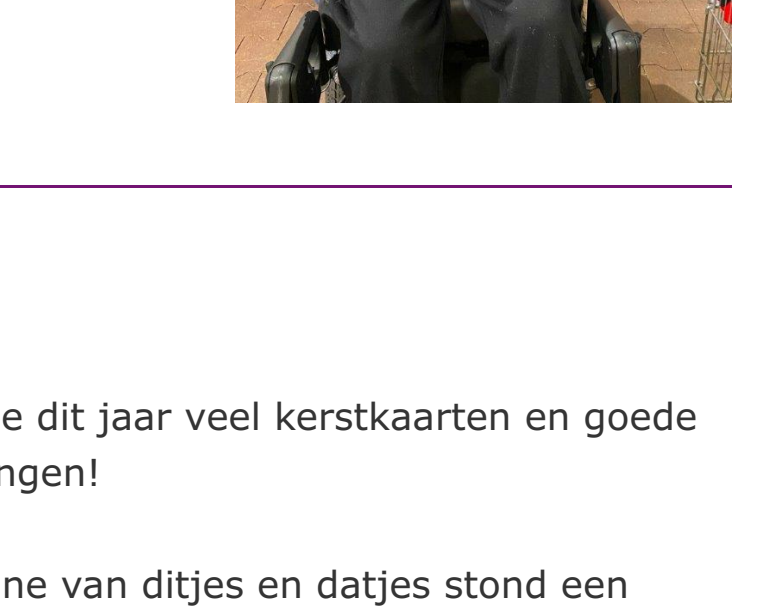 e dit jaar veel kerstkaarten en goede
ngen!
ne van ditjes en datjes stond een